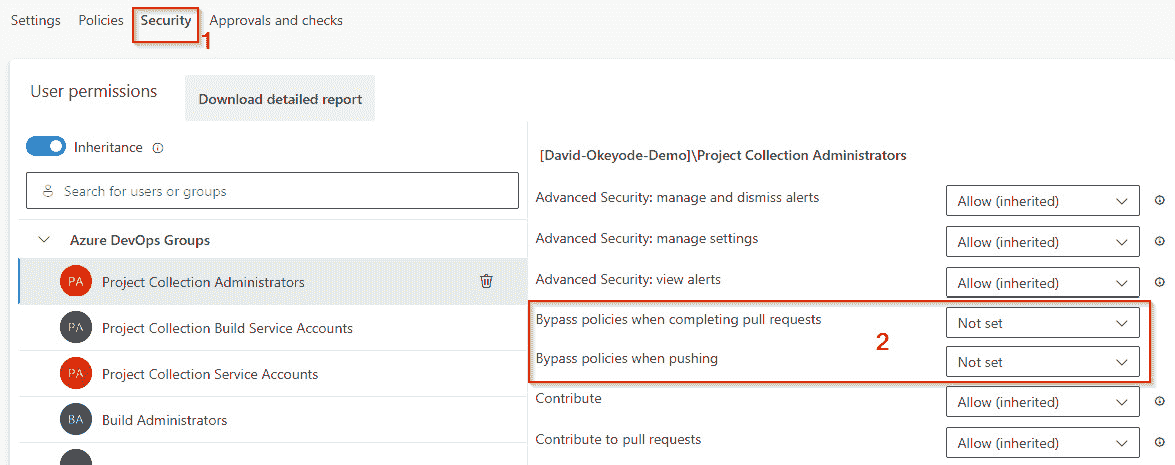 Settings Policies Security Approvals and checks
1
User permissions
Download detailed report
Inheritance
Search for users or groups
Azure DevOps Groups
PA Project Collection Administrators
PA Project Collection Build Service Accounts
PA Project Collection Service Accounts
BA Build Administrators
[David-Okeyode-Demo]\Project Collection Administrators
Advanced Security: manage and dismiss alerts Allow (inherited)
Advanced Security: manage settings Allow (inherited)
Advanced Security: view alerts Allow (inherited)
Bypass policies when completing pull requests Not set
2
Bypass policies when pushing Not set
Contribute Allow (inherited)
Contribute to pull requests Allow (inherited)